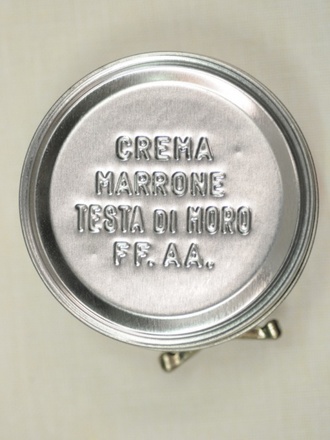 CREMA
MARRONE
TESTA DI MORO
FF. AA.